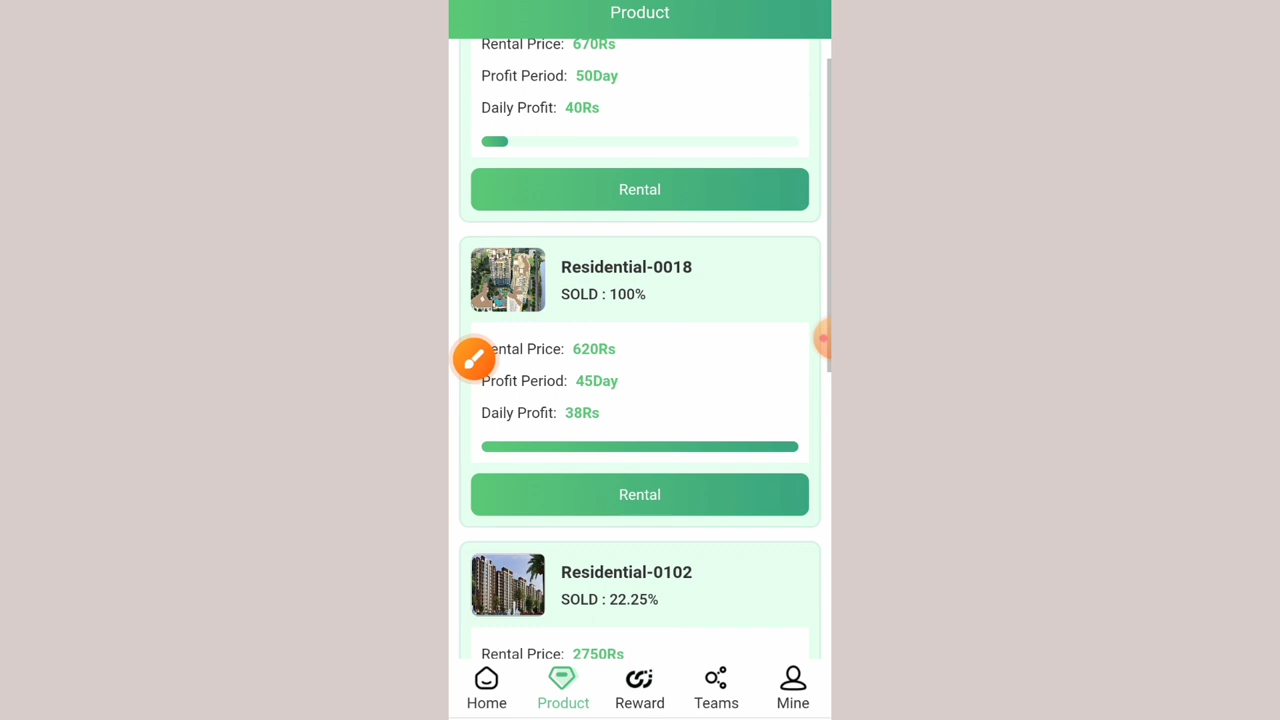 Product
Rental Price: 670Rs
Profit Period: 50Day
Daily Profit: 40Rs
Rental
Residential-0018
SOLD : 100%
ental Price: 620Rs
Profit Period: 45Day
Daily Profit: 38Rs
Rental
Residential-0102
SOLD : 22.25%
Rental Price: 2750Rs
Home Product Reward Teams Mine